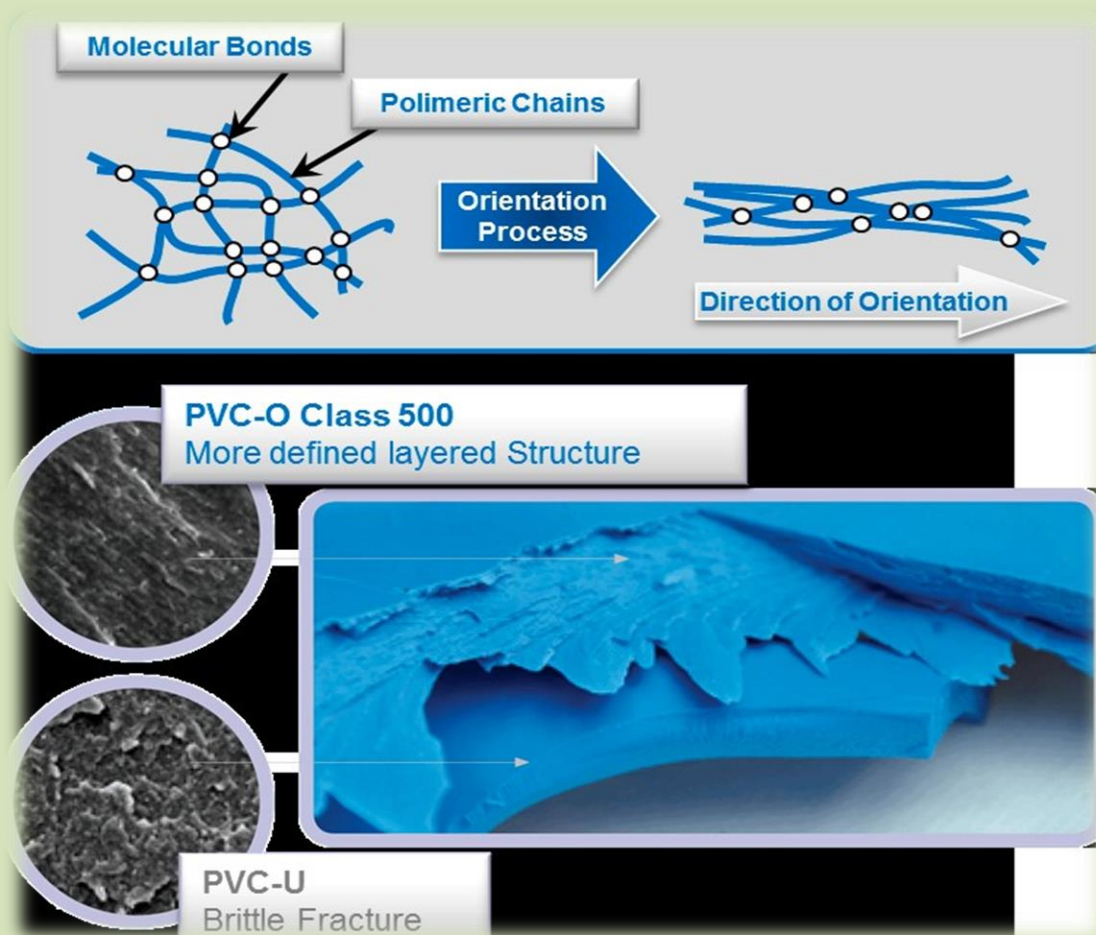 Molecular Bonds
Polimeric Chains
Orientation
Process
Direction of Orientation
PVC-O Class 500
More defined layered Structure
PVC-U
Brittle Fracture